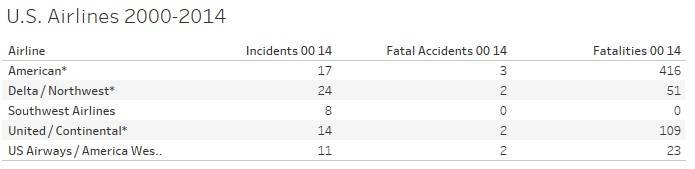 U.S. Airlines 2000-2014
Airline Incidents 00 14 Fatal Accidents 00 14 Fatalities 00 14
American* 17 3 416
Delta / Northwest* 24 2 51
Southwest Airlines 8 0 0
United / Continental* 14 2 109
US Airways / America Wes.. 11 2 23